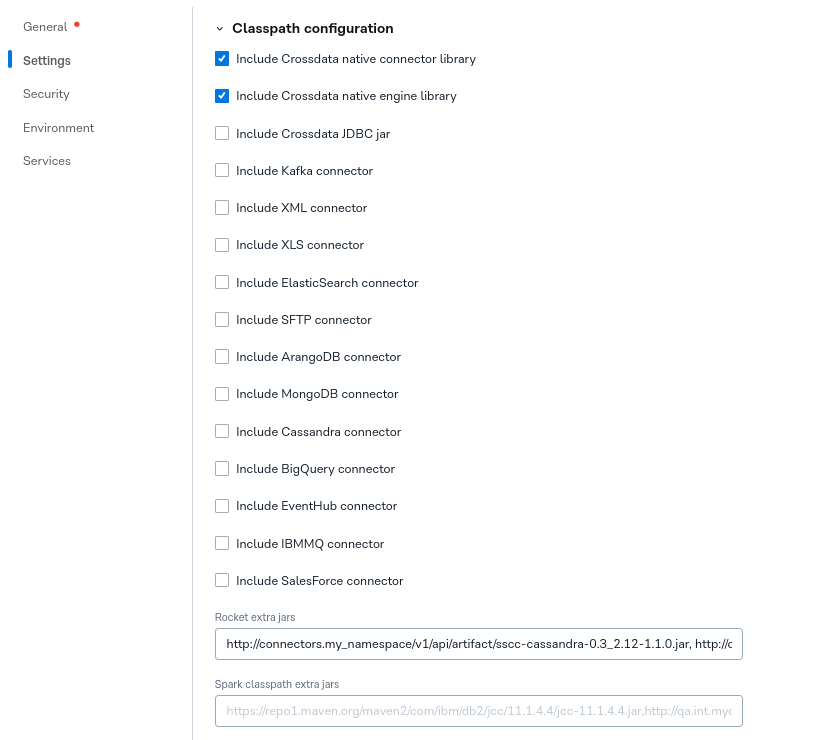 General
Settings
Security
Environment
Services
Classpath configuration
Include Crossdata native connector library
Include Crossdata native engine library
Include Crossdata JDBC jar
Include Kafka connector
Include XML connector
Include XLS connector
Include ElasticSearch connector
Include SFTP connector
Include ArangoDB connector
Include MongoDB connector
Include Cassandra connector
Include BigQuery connector
Include EventHub connector
Include IBMMQ connector
Include SalesForce connector
Rocket extra jars
http://connectors.my_namespace/v1/api/artifact/sscc-cassandra-0.3_2.12-1.1.0.jar, http://c
Spark classpath extra jars
https://repo1.maven.org/maven2/com/ibm/db2/jcc/11.1.4.4/jcc-11.1.4.4.jar,http://qa.int.myc